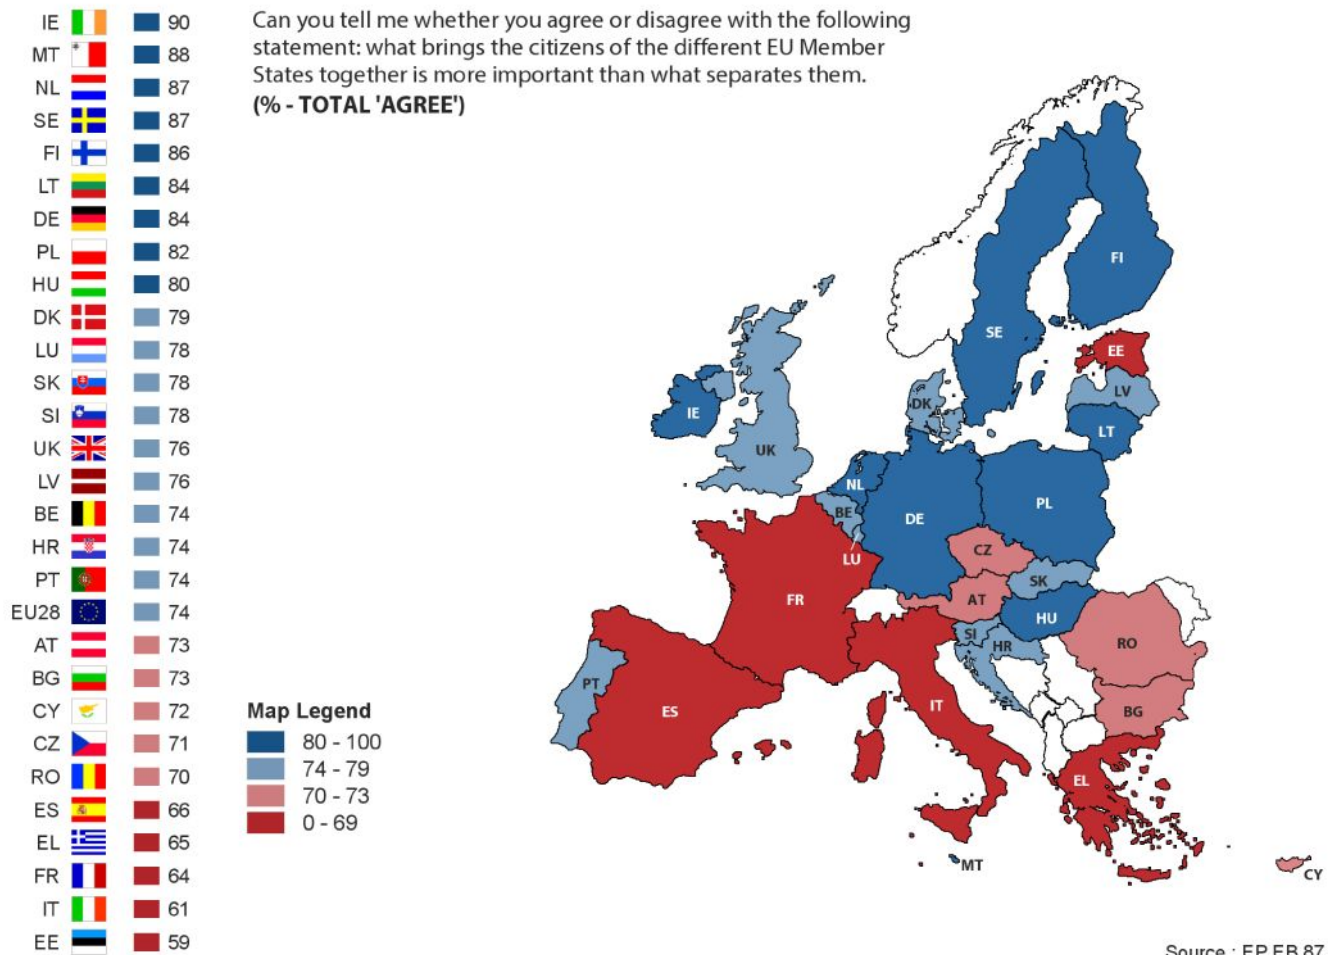 IE 90
MT 88
NL 87
SE 87
FI 86
LT 84
DE 84
PL 82
HU 80
DK 79
LU 78
SK 78
SI 78
UK 76
LV 76
BE 74
HR 74
PT 74
EU28 74
AT 73
BG 73
CY 72
CZ 71
RO 70
ES 66
EL 65
FR 64
IT 61
EE 59
Can you tell me whether you agree or disagree with the following
statement: what brings the citizens of the different EU Member
States together is more important than what separates them.
(% - TOTAL 'AGREE')
FI
SE
EE
LV
LT
DK
IE
UK
NL
BE
DE
PL
LU
CZ
SK
AT
HU
FR
SI
HR
RO
PT
ES
IT
BG
EL
MT
CY
Map Legend
80 - 100
74 - 79
70 - 73
0 - 69
Source : EP EB 87